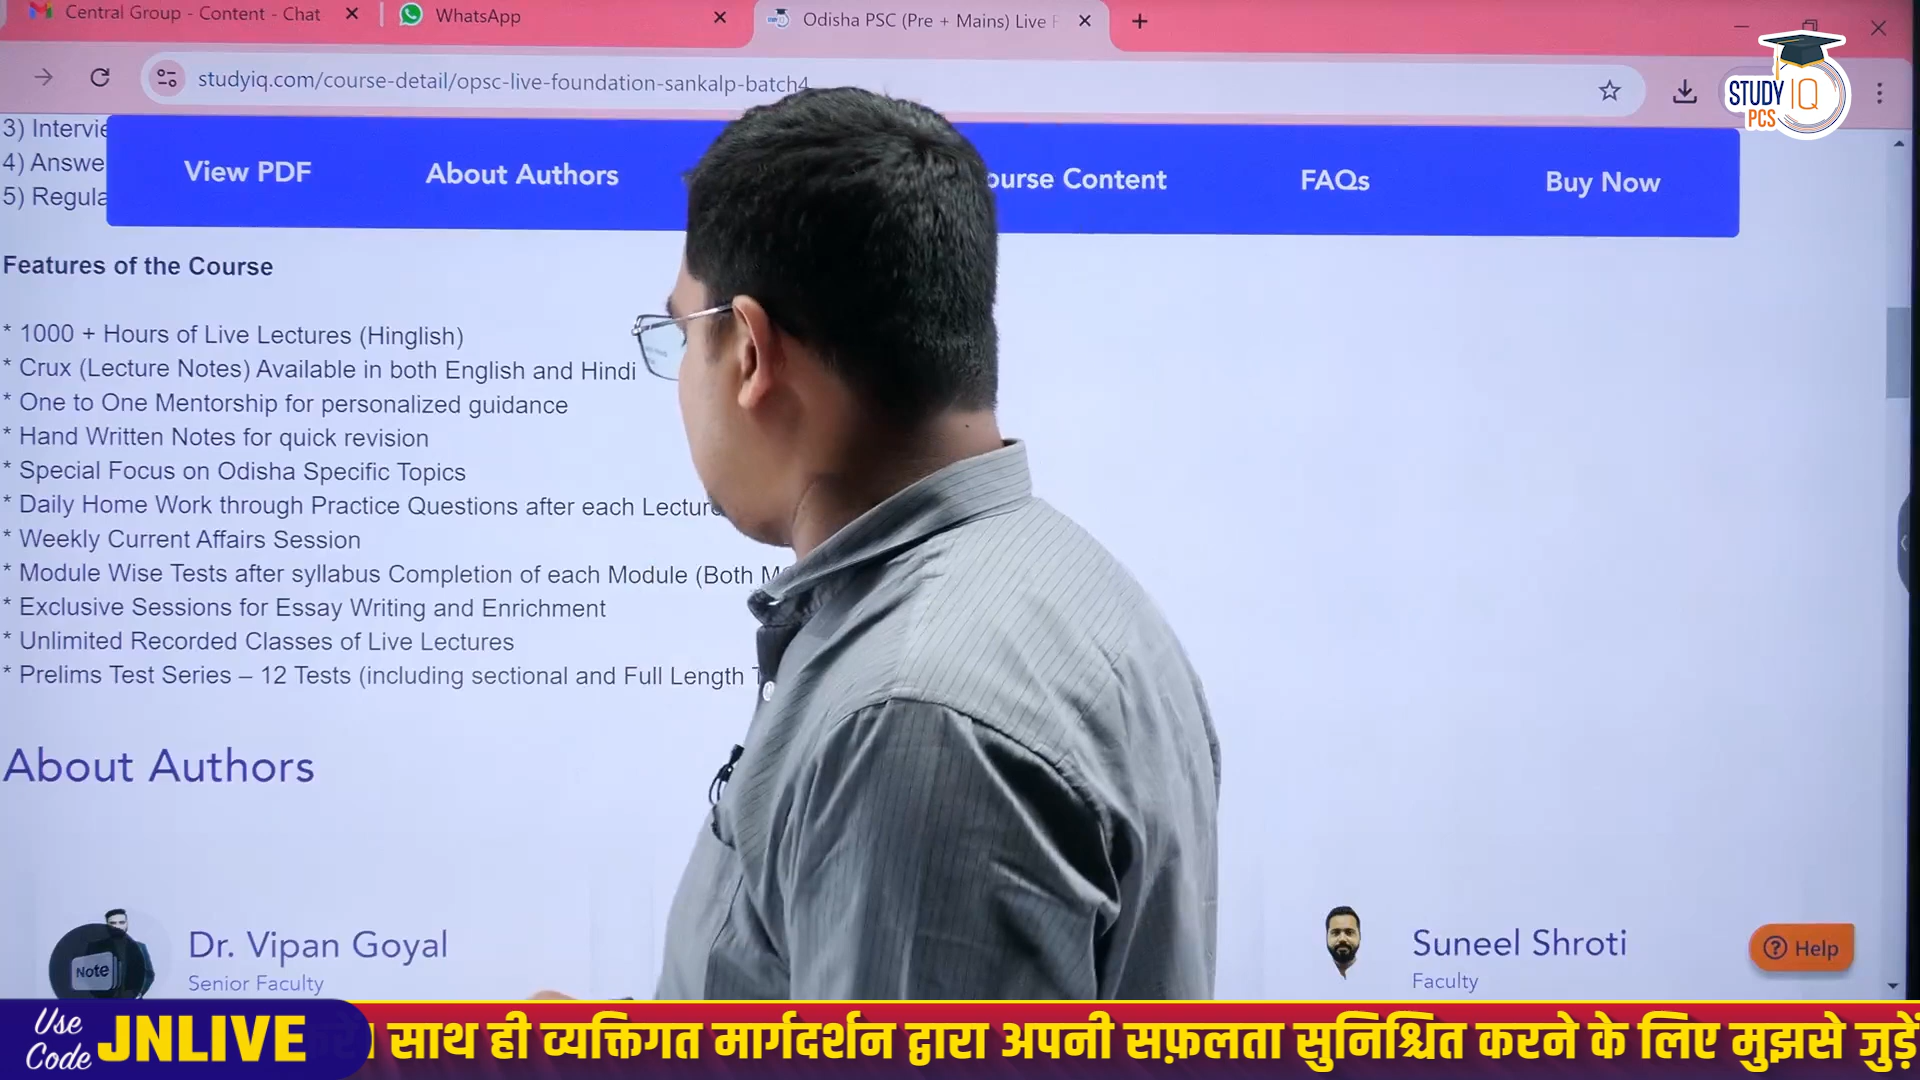 Central Group - Content - Chat
WhatsApp
Odisha PSC (Pre + Mains) Live
studyiq.com/course-detail/opsc-live-foundation-sankalp-batch4
STUDY IQ
PCS
3) Intervie
4) Answe
5) Regula
View PDF
About Authors
ourse Content
FAQs
Buy Now
Features of the Course
* 1000 + Hours of Live Lectures (Hinglish)
* Crux (Lecture Notes) Available in both English and Hindi
* One to One Mentorship for personalized guidance
* Hand Written Notes for quick revision
* Special Focus on Odisha Specific Topics
* Daily Home Work through Practice Questions after each Lectur
* Weekly Current Affairs Session
* Module Wise Tests after syllabus Completion of each Module (Both M
* Exclusive Sessions for Essay Writing and Enrichment
* Unlimited Recorded Classes of Live Lectures
* Prelims Test Series – 12 Tests (including sectional and Full Length
About Authors
Dr. Vipan Goyal
Senior Faculty
Suneel Shroti
Faculty
Note
Help
Use Code JNLIVE
। साथ ही व्यक्तिगत मार्गदर्शन द्वारा अपनी सफ़लता सुनिश्चित करने के लिए मुझसे जुड़ें